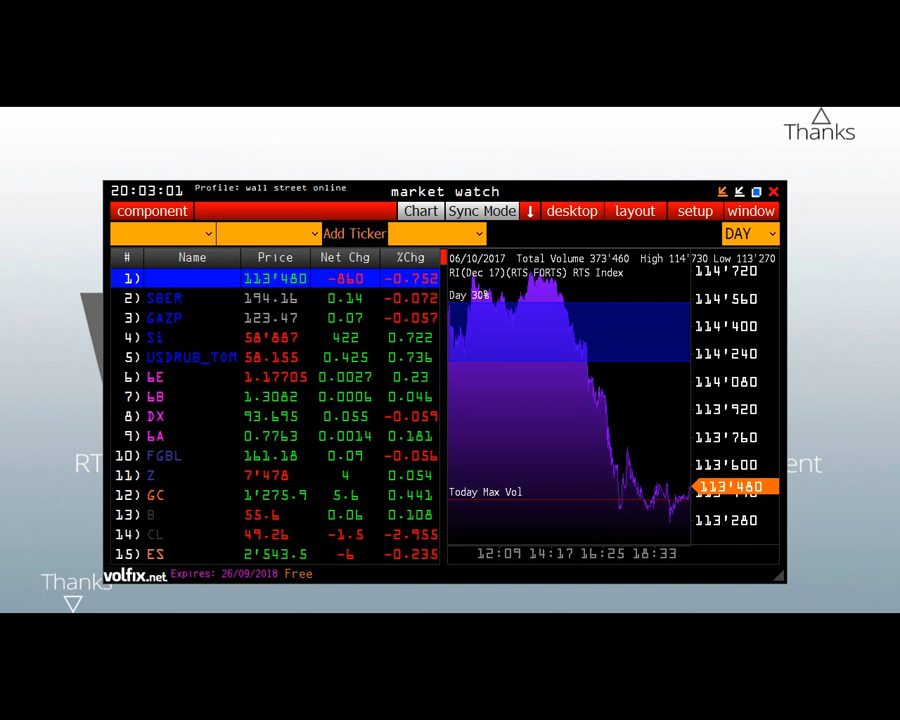 Thanks
20:03:01 Profile: wall street online market watch
component Chart Sync Mode desktop layout setup window
Add Ticker DAY
# Name Price Net Chg %Chg
1) 113'480 -860 -0.752
2) SBER 194.16 0.14 -0.072
3) GAZP 123.47 0.07 -0.057
4) Si 58'887 422 0.722
5) USDRUB_TOM 58.155 0.425 0.736
6) 6E 1.17705 0.0027 0.23
7) 6B 1.3082 0.0006 0.046
8) DX 93.695 0.055 -0.059
9) 6A 0.7763 0.0014 0.181
10) FGBL 161.18 0.09 -0.056
11) Z 7'478 4 0.054
12) GC 1'275.9 5.6 0.441
13) B 55.6 0.06 0.108
14) CL 49.26 -1.5 -2.955
15) ES 2'543.5 -6 -0.235
06/10/2017 Total Volume 373'460 High 114'730 Low 113'270
RI(Dec 17)(RTS FORTS) RTS Index
Day 30%
Today Max Vol
114'720
114'560
114'400
114'240
114'080
113'920
113'760
113'600
113'480
113'280
12:09 14:17 16:25 18:33
RT
ent
Thanks
volfix.net Expires: 26/09/2018 Free